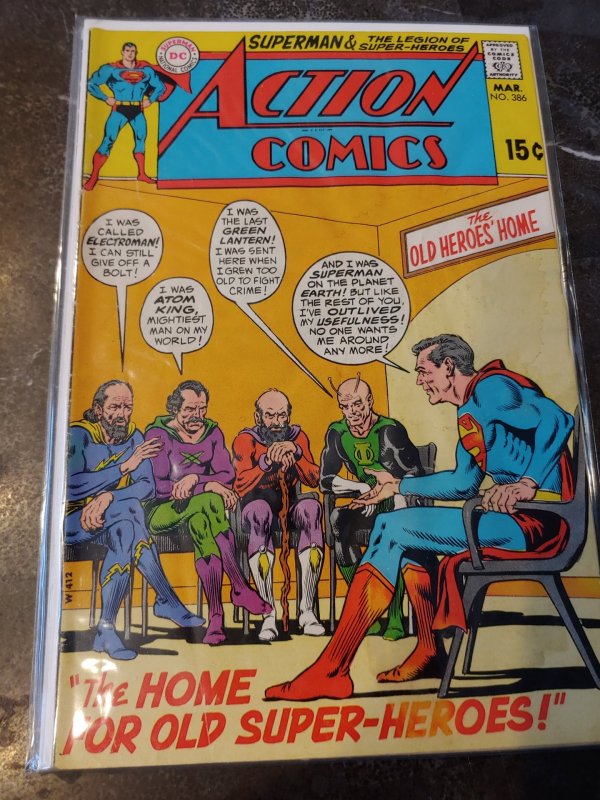 SUPERMAN & THE LEGION OF
SUPER-HEROES
SUPERMAN
DC
NATIONAL COMICS
APPROVED
BY THE
COMICS
CODE
AUTHORITY
ACTION
COMICS
MAR.
NO. 386
15¢
The
OLD HEROES' HOME
I WAS
CALLED
ELECTROMAN!
I CAN STILL
GIVE OFF A
BOLT!
I WAS
ATOM
KING,
MIGHTIEST
MAN ON MY
WORLD!
I WAS
THE LAST
GREEN
LANTERN!
I WAS SENT
HERE WHEN
I GREW TOO
OLD TO FIGHT
CRIME!
AND I WAS
SUPERMAN
ON THE PLANET
EARTH! BUT LIKE
THE REST OF YOU,
I'VE OUTLIVED
MY USEFULNESS!
NO ONE WANTS
ME AROUND
ANY MORE!
W/412
"The HOME
FOR OLD SUPER-HEROES!"